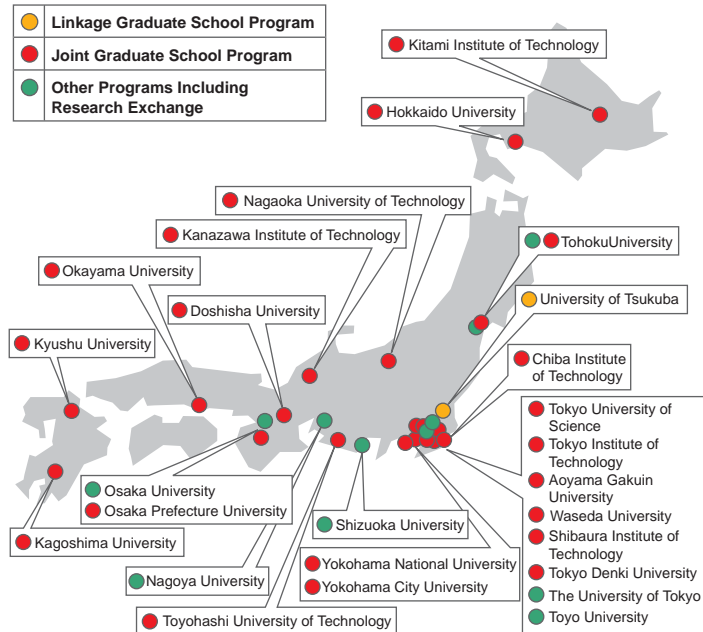 Linkage Graduate School Program
Joint Graduate School Program
Other Programs Including
Research Exchange
Kitami Institute of Technology
Hokkaido University
Nagaoka University of Technology
Kanazawa Institute of Technology
TohokuUniversity
Okayama University
University of Tsukuba
Doshisha University
Kyushu University
Chiba Institute
of Technology
Tokyo University of
Science
Tokyo Institute of
Technology
Aoyama Gakuin
University
Waseda University
Shibaura Institute of
Technology
Tokyo Denki University
The University of Tokyo
Toyo University
Osaka University
Osaka Prefecture University
Shizuoka University
Kagoshima University
Yokohama National University
Yokohama City University
Nagoya University
Toyohashi University of Technology